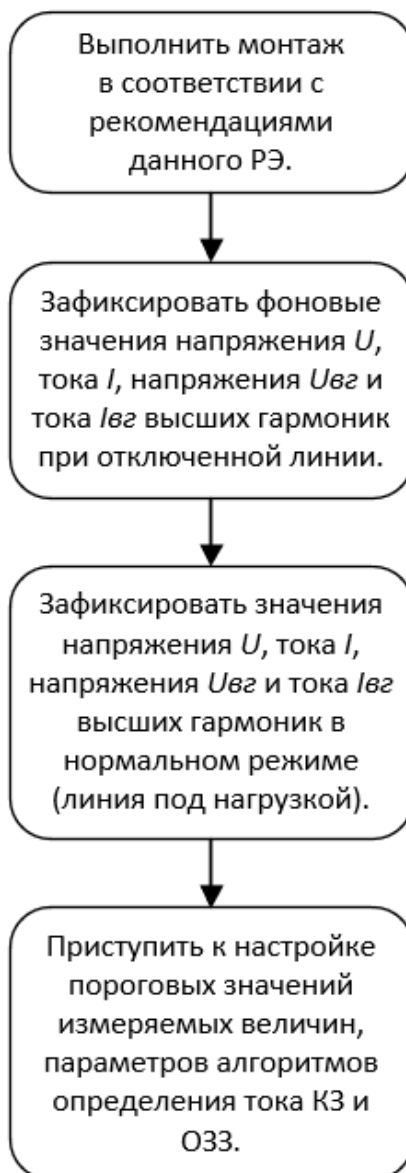 Выполнить монтаж
в соответствии с
рекомендациями
данного РЭ.
Зафиксировать фоновые
значения напряжения U,
тока I, напряжения Uвг и
тока Iвг высших гармоник
при отключенной линии.
Зафиксировать значения
напряжения U, тока I,
напряжения Uвг и тока Iвг
высших гармоник в
нормальном режиме
(линия под нагрузкой).
Приступить к настройке
пороговых значений
измеряемых величин,
параметров алгоритмов
определения тока КЗ и
ОЗЗ.